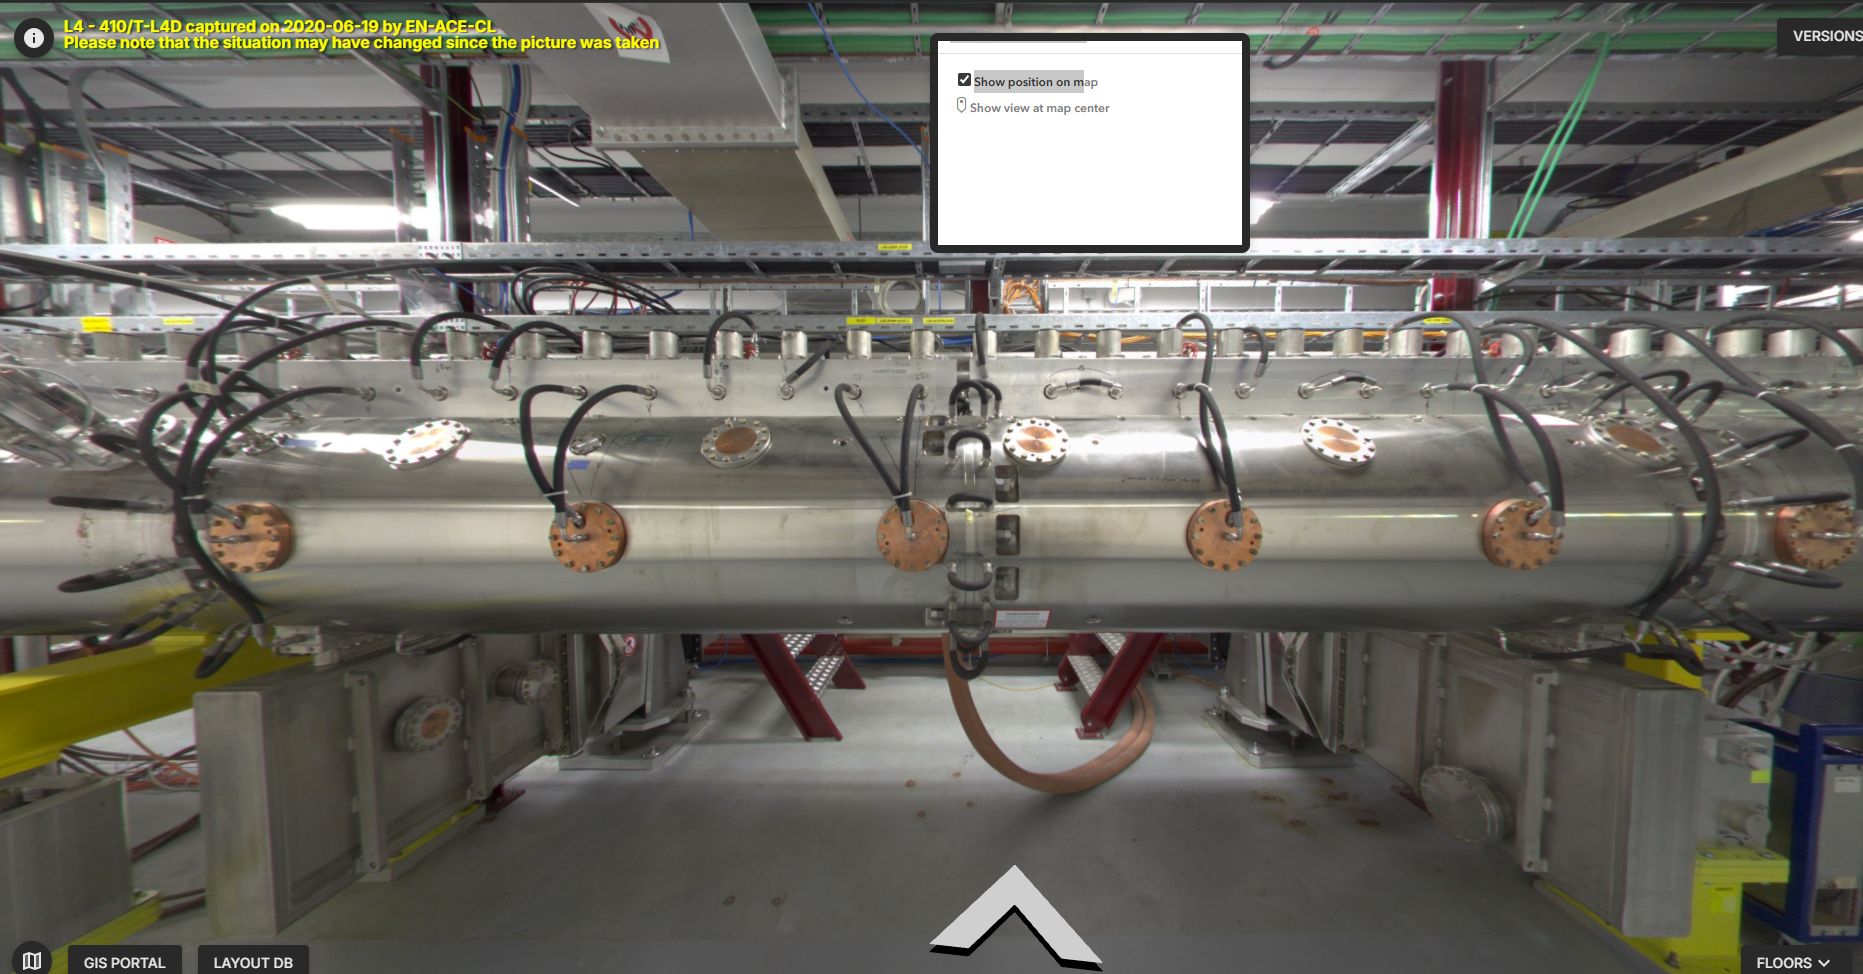 L4 - 410/T-L4D captured on 2020-06-19 by EN-ACE-CL
Please note that the situation may have changed since the picture was taken
VERSIONS
Show position on map
Show view at map center
GIS PORTAL
LAYOUT DB
FLOORS